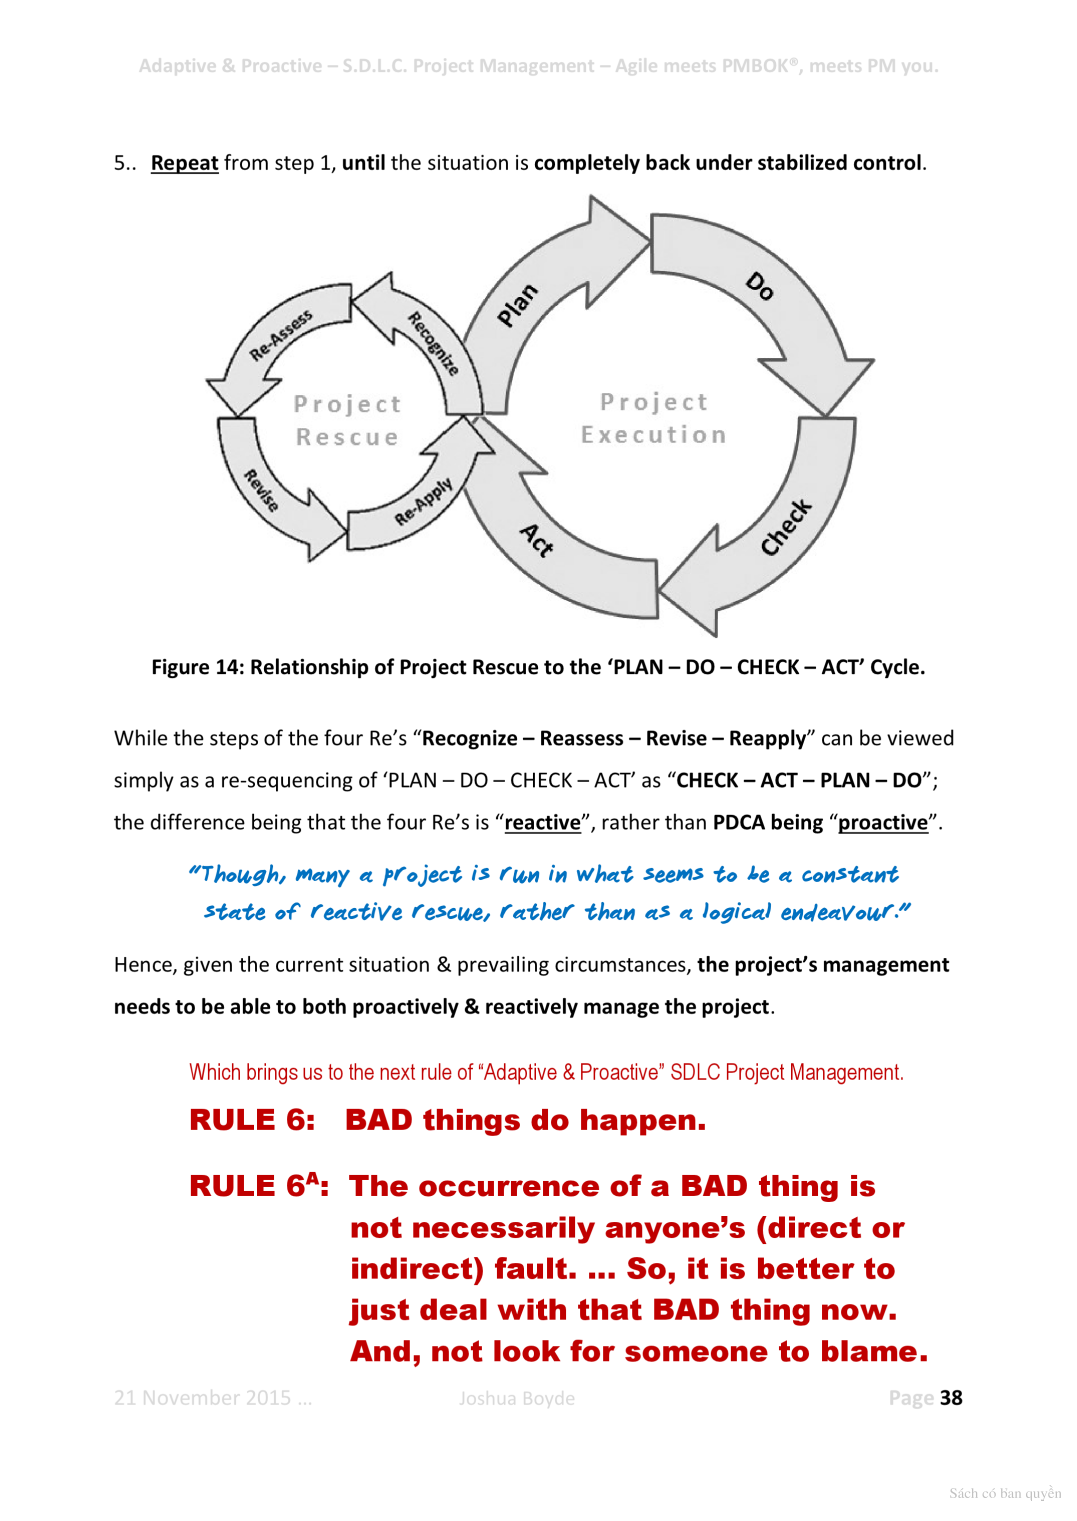 Adaptive & Proactive – S.D.L.C. Project Management – Agile meets PMBOK®, meets PM you.
5.. Repeat from step 1, until the situation is completely back under stabilized control.
Plan
Do
Re-Assess
Recognize
Project
Rescue
Project
Execution
Revise
Re-Apply
Act
Check
Figure 14: Relationship of Project Rescue to the ‘PLAN – DO – CHECK – ACT’ Cycle.
While the steps of the four Re’s “Recognize – Reassess – Revise – Reapply” can be viewed
simply as a re-sequencing of ‘PLAN – DO – CHECK – ACT’ as “CHECK – ACT – PLAN – DO”;
the difference being that the four Re’s is “reactive”, rather than PDCA being “proactive”.
“Though, many a project is run in what seems to be a constant
state of reactive rescue, rather than as a logical endeavour.”
Hence, given the current situation & prevailing circumstances, the project’s management
needs to be able to both proactively & reactively manage the project.
Which brings us to the next rule of “Adaptive & Proactive” SDLC Project Management.
RULE 6: BAD things do happen.
RULE 6A: The occurrence of a BAD thing is
not necessarily anyone’s (direct or
indirect) fault. ... So, it is better to
just deal with that BAD thing now.
And, not look for someone to blame.
21 November 2015 ... Joshua Boyde Page 38
Sách có bản quyền